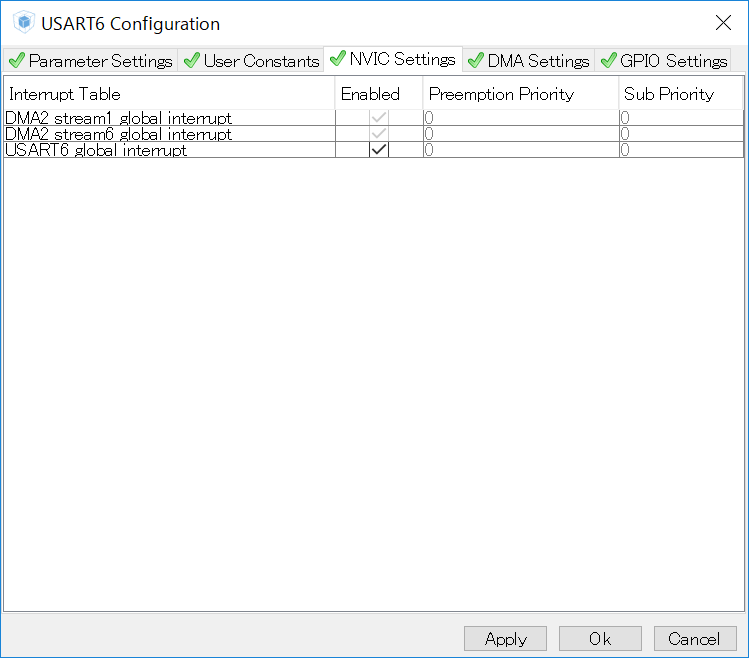 USART6 Configuration
Parameter Settings User Constants NVIC Settings DMA Settings GPIO Settings
Interrupt Table Enabled Preemption Priority Sub Priority
DMA2 stream1 global interrupt 0 0
DMA2 stream6 global interrupt 0 0
USART6 global interrupt 0 0
Apply Ok Cancel